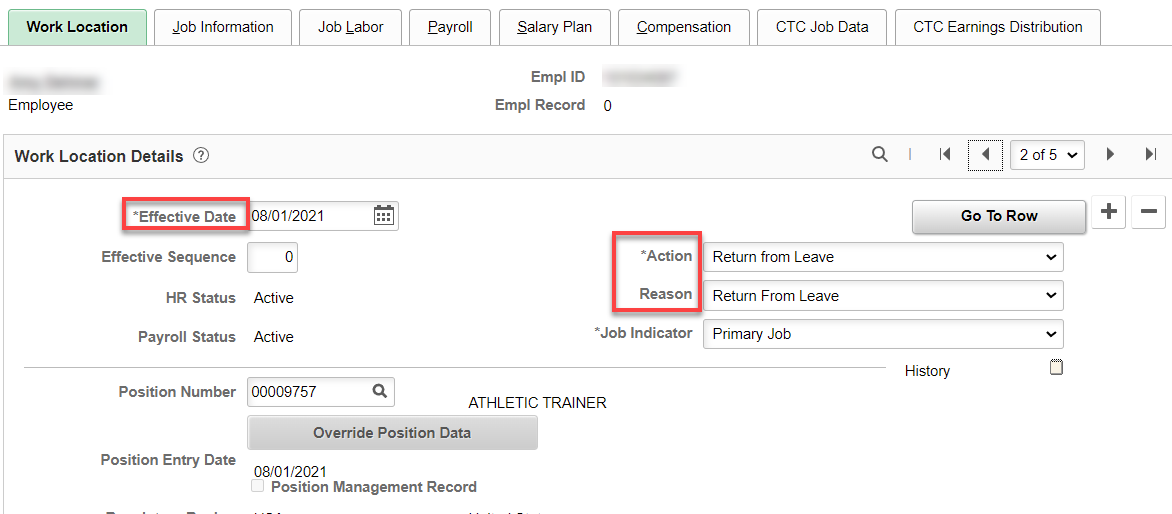 Work Location Job Information Job Labor Payroll Salary Plan Compensation CTC Job Data CTC Earnings Distribution
Empl ID
Employee Empl Record 0
Work Location Details ? 2 of 5
*Effective Date 08/01/2021 Go To Row
Effective Sequence 0 *Action Return from Leave
HR Status Active Reason Return From Leave
Payroll Status Active *Job Indicator Primary Job
History
Position Number 00009757 ATHLETIC TRAINER
Override Position Data
Position Entry Date 08/01/2021
Position Management Record